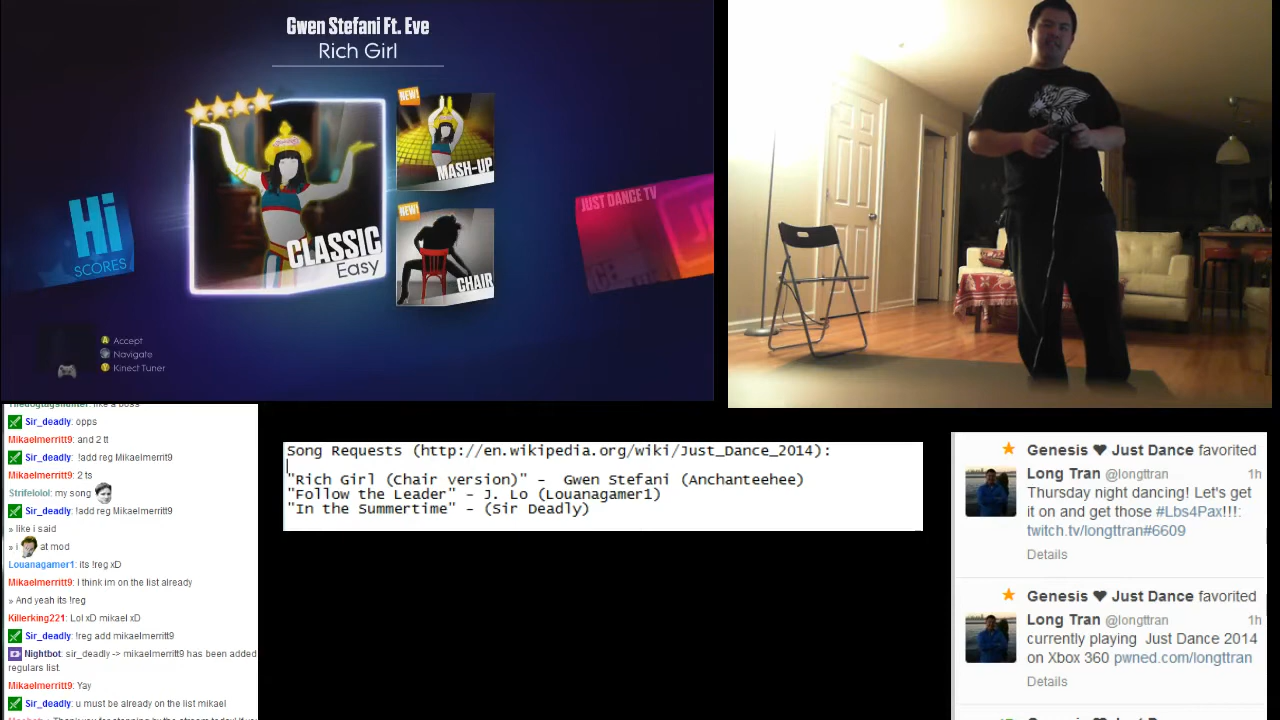 Gwen Stefani Ft. Eve
Rich Girl
Hi
SCORES
CLASSIC
Easy
NEW!
MASH-UP
NEW!
CHAIR
JUST DANCE TV
A Accept
Navigate
Y Kinect Tuner
Sir_deadly: opps
Mikaelmerritt9: and 2 tt
Sir_deadly: !add reg Mikaelmerrit9
Mikaelmerritt9: 2 ts
Strifelolol: my song
Sir_deadly: !add reg Mikaelmerritt9
» like i said
» i at mod
Louanagamer1: its !reg xD
Mikaelmerritt9: I think im on the list already
» And yeah its !reg
Killerking221: Lol xD mikael xD
Sir_deadly: !reg add mikaelmerritt9
Nightbot: sir_deadly -> mikaelmerritt9 has been added
regulars list.
Mikaelmerritt9: Yay
Sir_deadly: u must be already on the list mikael
Song Requests (http://en.wikipedia.org/wiki/Just_Dance_2014):
"Rich Girl (Chair version)" - Gwen Stefani (Anchanteehee)
"Follow the Leader" - J. Lo (Louanagamer1)
"In the Summertime" - (Sir Deadly)
Genesis ♥ Just Dance favorited
Long Tran @longttran 1h
Thursday night dancing! Let's get
it on and get those #Lbs4Pax!!!:
twitch.tv/longttran#6609
Details
Genesis ♥ Just Dance favorited
Long Tran @longttran 1h
currently playing Just Dance 2014
on Xbox 360 pwned.com/longttran
Details